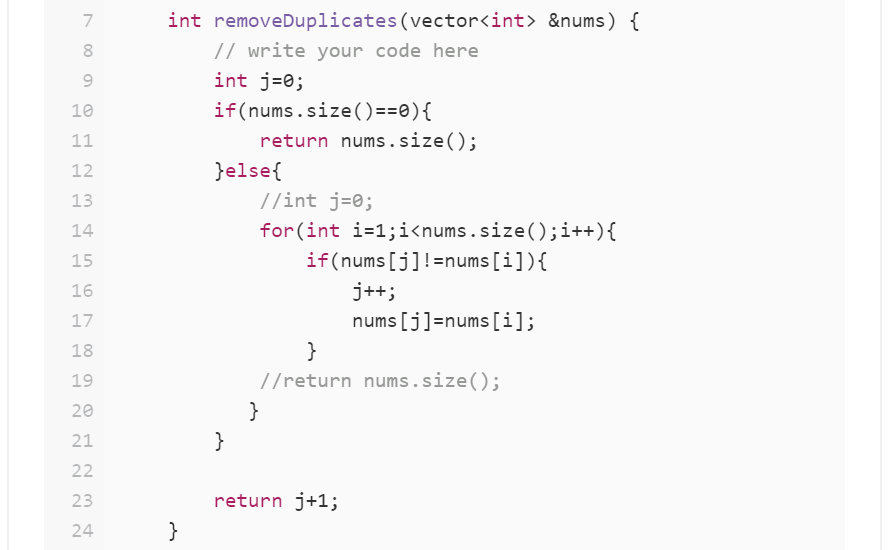 7 int removeDuplicates(vector<int> &nums) {
8 // write your code here
9 int j=0;
10 if(nums.size()==0){
11 return nums.size();
12 }else{
13 //int j=0;
14 for(int i=1;i<nums.size();i++){
15 if(nums[j]!=nums[i]){
16 j++;
17 nums[j]=nums[i];
18 }
19 //return nums.size();
20 }
21 }
22
23 return j+1;
24 }